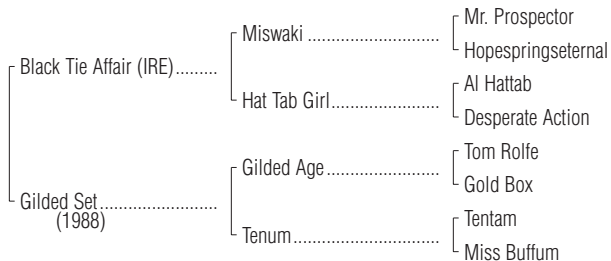 Mr. Prospector
Miswaki
Hopespringseternal
Black Tie Affair (IRE)
Al Hattab
Hat Tab Girl
Desperate Action
Tom Rolfe
Gilded Age
Gold Box
Gilded Set
(1988)
Tentam
Tenum
Miss Buffum